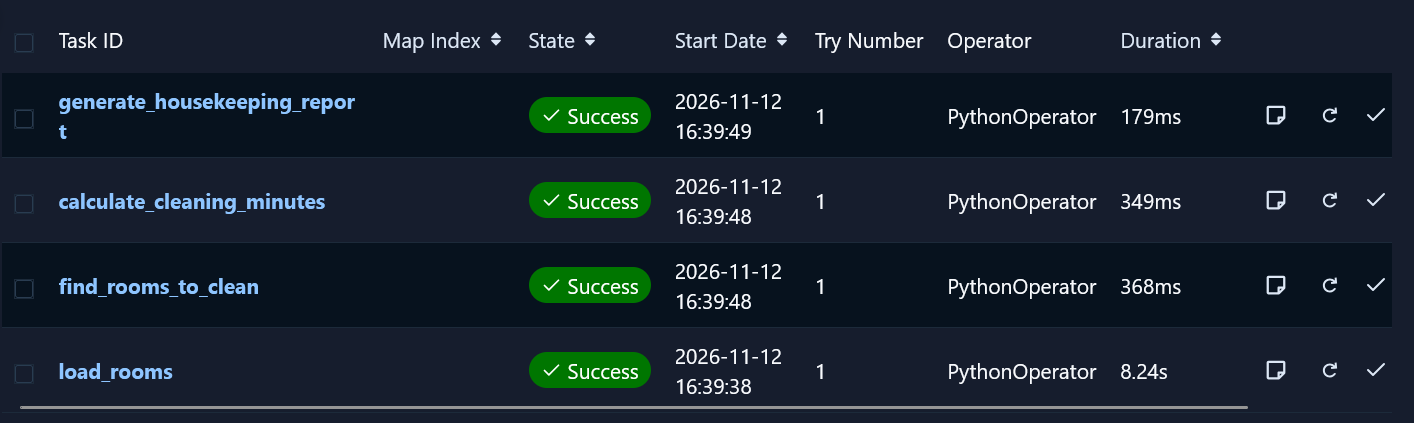 Task ID Map Index State Start Date Try Number Operator Duration
generate_housekeeping_repor
t Success 2026-11-12
16:39:49 1 PythonOperator 179ms
calculate_cleaning_minutes Success 2026-11-12
16:39:48 1 PythonOperator 349ms
find_rooms_to_clean Success 2026-11-12
16:39:48 1 PythonOperator 368ms
load_rooms Success 2026-11-12
16:39:38 1 PythonOperator 8.24s